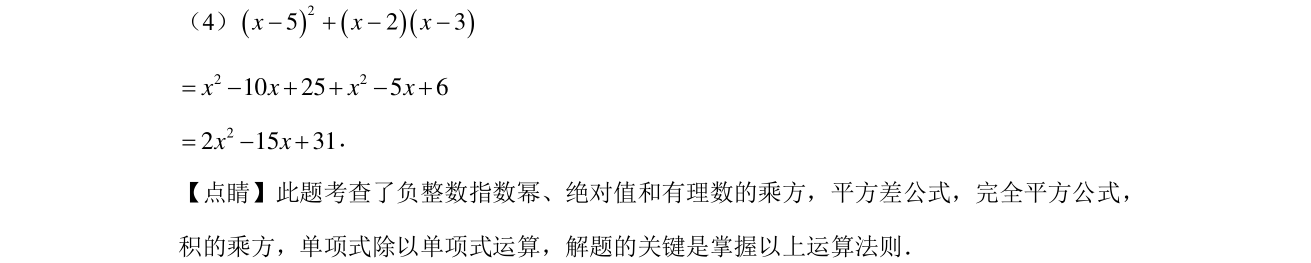 （4）(x−5)²+(x−2)(x−3)
=x²−10x+25+x²−5x+6
=2x²−15x+31．
【点睛】此题考查了负整数指数幂、绝对值和有理数的乘方，平方差公式，完全平方公式，
积的乘方，单项式除以单项式运算，解题的关键是掌握以上运算法则．